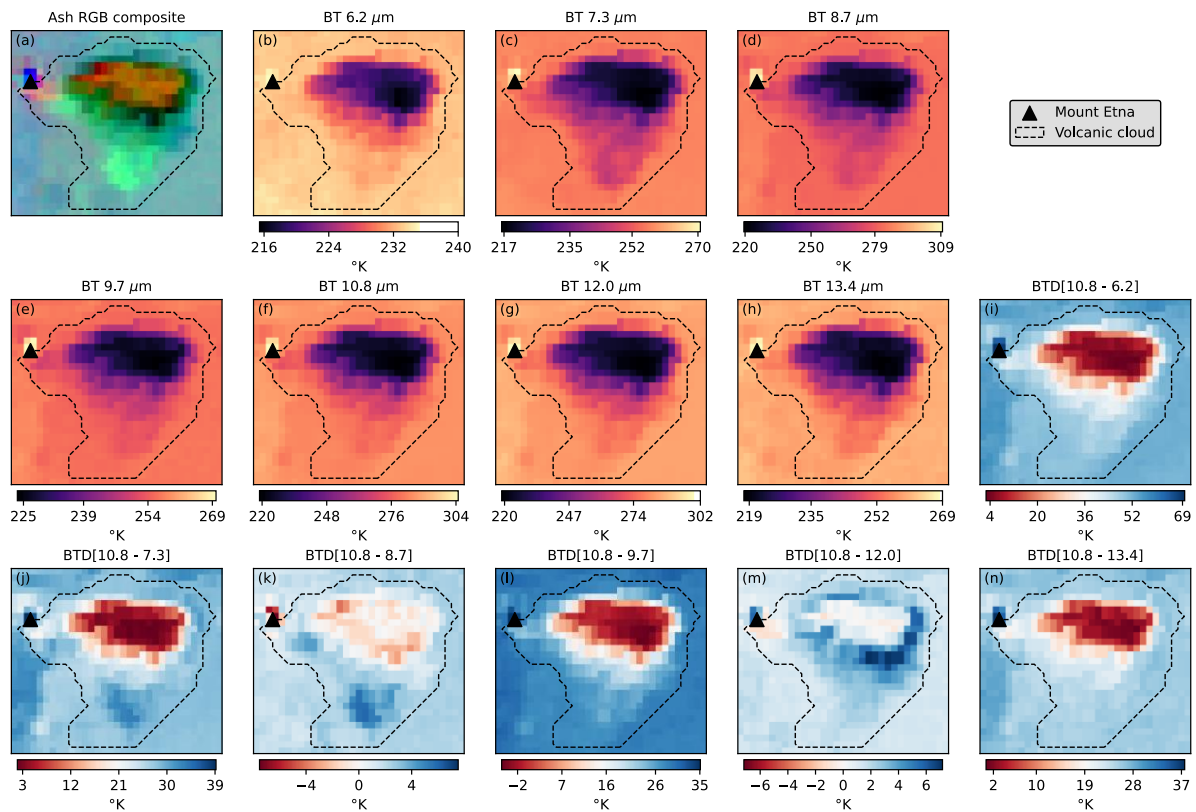 Ash RGB composite
(a)
BT 6.2 μm
(b)
216 224 232 240
°K
BT 7.3 μm
(c)
217 235 252 270
°K
BT 8.7 μm
(d)
220 250 279 309
°K
Mount Etna
Volcanic cloud
BT 9.7 μm
(e)
225 239 254 269
°K
BT 10.8 μm
(f)
220 248 276 304
°K
BT 12.0 μm
(g)
220 247 274 302
°K
BT 13.4 μm
(h)
219 235 252 269
°K
BTD[10.8 - 6.2]
(i)
4 20 36 52 69
°K
BTD[10.8 - 7.3]
(j)
3 12 21 30 39
°K
BTD[10.8 - 8.7]
(k)
−4 0 4
°K
BTD[10.8 - 9.7]
(l)
−2 7 16 26 35
°K
BTD[10.8 - 12.0]
(m)
−6 −4 −2 0 2 4 6
°K
BTD[10.8 - 13.4]
(n)
2 10 19 28 37
°K